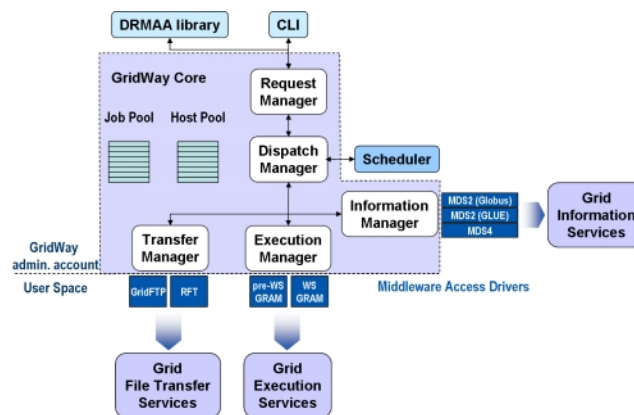 DRMAA library
CLI
GridWay Core
Request
Manager
Job Pool
Host Pool
Dispatch
Manager
Scheduler
Information
Manager
MDS2 (Globus)
MDS2 (GLUE)
MDS4
Grid
Information
Services
Transfer
Manager
Execution
Manager
GridWay
admin. account
User Space
GridFTP
RFT
pre-WS
GRAM
WS
GRAM
Middleware Access Drivers
Grid
File Transfer
Services
Grid
Execution
Services